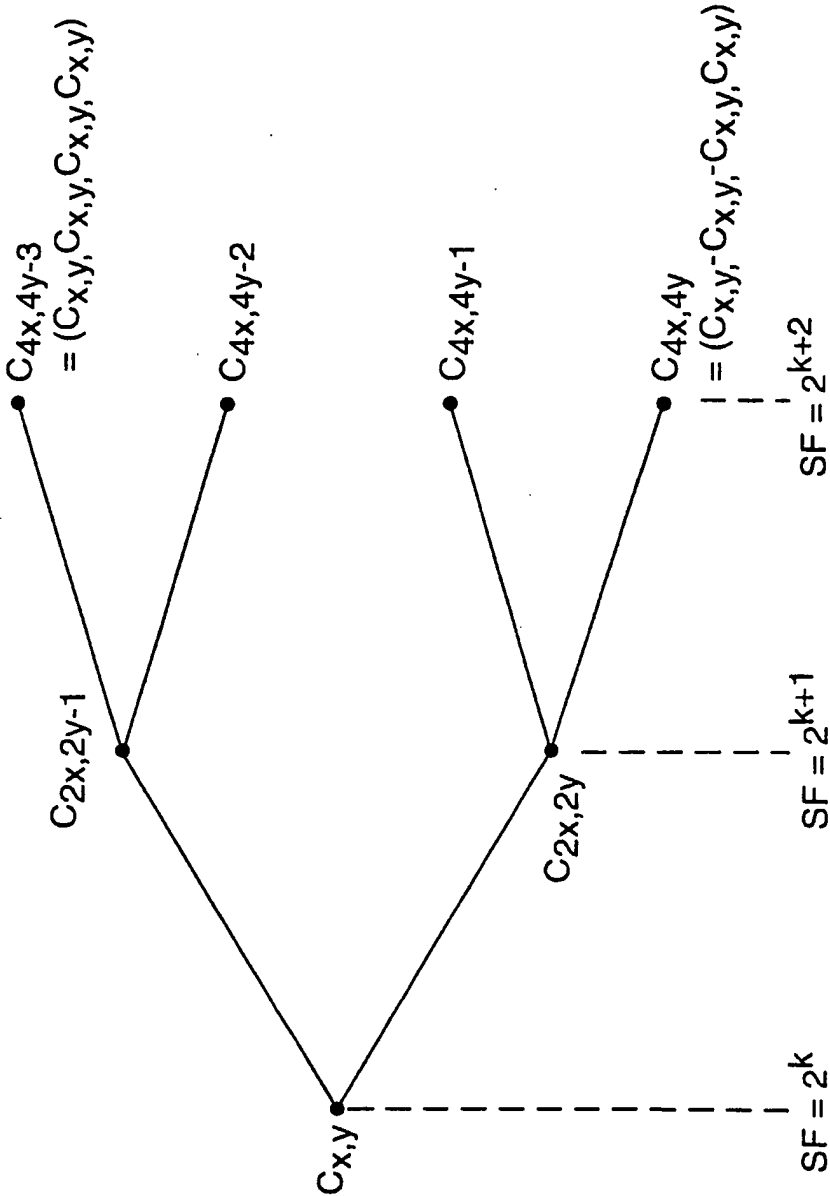 C4x,4y-3
= (Cx,y,Cx,y,Cx,y,Cx,y)
C2x,2y-1
C4x,4y-2
Cx,y
C4x,4y-1
C2x,2y
C4x,4y
= (Cx,y,-Cx,y,-Cx,y,Cx,y)
SF = 2k
SF = 2k+1
SF = 2k+2